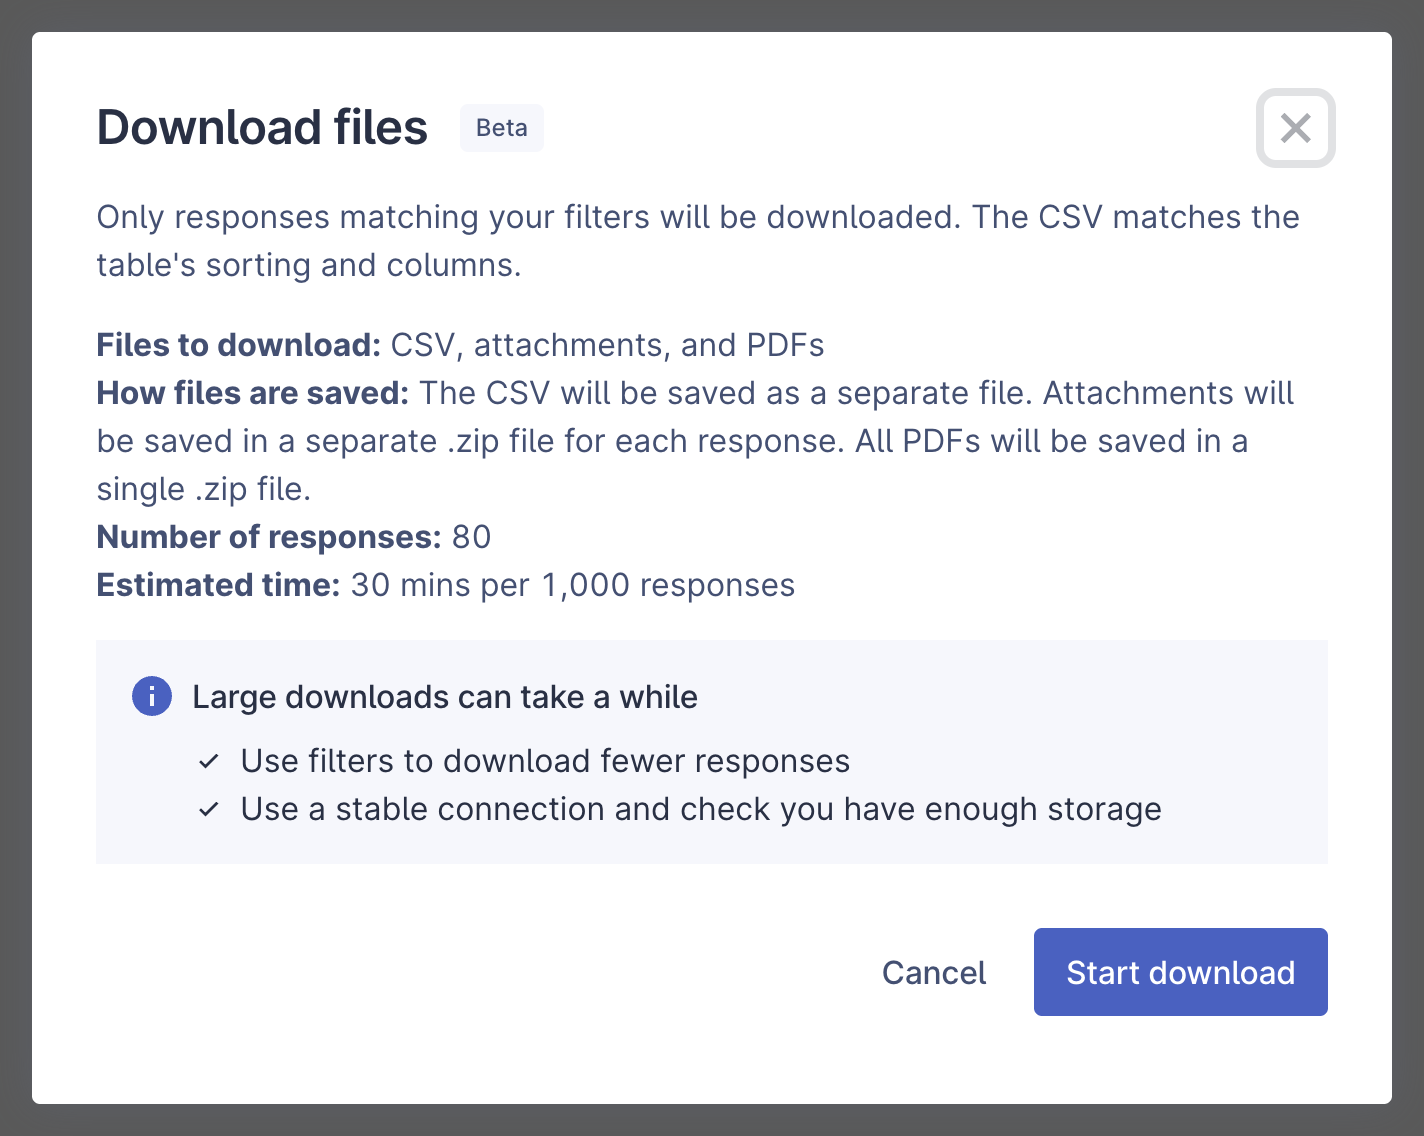 Download files Beta
Only responses matching your filters will be downloaded. The CSV matches the
table's sorting and columns.
Files to download: CSV, attachments, and PDFs
How files are saved: The CSV will be saved as a separate file. Attachments will
be saved in a separate .zip file for each response. All PDFs will be saved in a
single .zip file.
Number of responses: 80
Estimated time: 30 mins per 1,000 responses
Large downloads can take a while
Use filters to download fewer responses
Use a stable connection and check you have enough storage
Cancel Start download